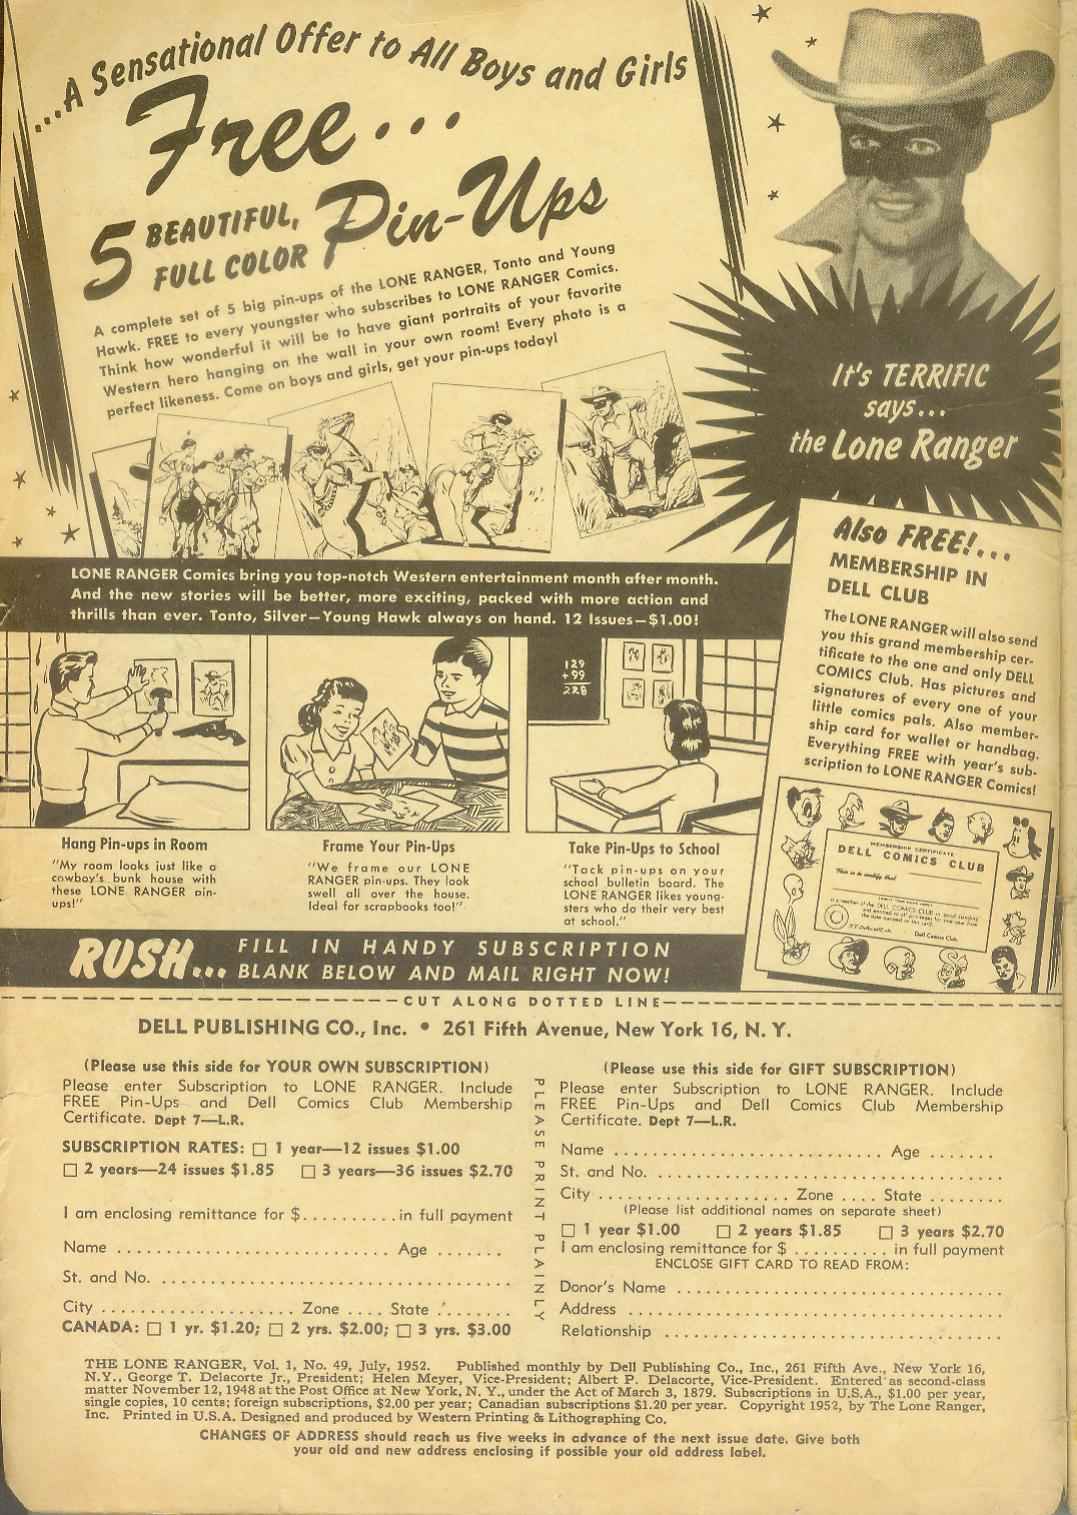 ...A Sensational Offer to All Boys and Girls
Free...
5 BEAUTIFUL,
FULL COLOR Pin-Ups
A complete set of 5 big pin-ups of the LONE RANGER, Tonto and Young
Hawk. FREE to every youngster who subscribes to LONE RANGER Comics.
Think how wonderful it will be to have giant portraits of your favorite
Western hero hanging on the wall in your own room! Every photo is a
perfect likeness. Come on boys and girls, get your pin-ups today!
It's TERRIFIC
says...
the Lone Ranger
LONE RANGER Comics bring you top-notch Western entertainment month after month.
And the new stories will be better, more exciting, packed with more action and
thrills than ever. Tonto, Silver—Young Hawk always on hand. 12 Issues—$1.00!
Also FREE!...
MEMBERSHIP IN
DELL CLUB
The LONE RANGER will also send
you this grand membership cer-
tificate to the one and only DELL
COMICS Club. Has pictures and
signatures of every one of your
little comics pals. Also member-
ship card for wallet or handbag.
Everything FREE with year's sub-
scription to LONE RANGER Comics!
129
+99
228
MEMBERSHIP CERTIFICATE
DELL COMICS CLUB
This is to certify that
Dell Comics Club
Hang Pin-ups in Room
"My room looks just like a
cowboy's bunk house with
these LONE RANGER pin-
ups!"
Frame Your Pin-Ups
"We frame our LONE
RANGER pin-ups. They look
swell all over the house.
Ideal for scrapbooks too!"
Take Pin-Ups to School
"Tack pin-ups on your
school bulletin board. The
LONE RANGER likes young-
sters who do their very best
at school."
RUSH... FILL IN HANDY SUBSCRIPTION
BLANK BELOW AND MAIL RIGHT NOW!
CUT ALONG DOTTED LINE
DELL PUBLISHING CO., Inc. • 261 Fifth Avenue, New York 16, N. Y.
(Please use this side for YOUR OWN SUBSCRIPTION)
Please enter Subscription to LONE RANGER. Include
FREE Pin-Ups and Dell Comics Club Membership
Certificate. Dept 7—L.R.
SUBSCRIPTION RATES: □ 1 year—12 issues $1.00
□ 2 years—24 issues $1.85 □ 3 years—36 issues $2.70
I am enclosing remittance for $..........in full payment
Name ............................ Age .......
St. and No. ....................................
City .................... Zone .... State ........
CANADA: □ 1 yr. $1.20; □ 2 yrs. $2.00; □ 3 yrs. $3.00
PLEASE PRINT PLAINLY
(Please use this side for GIFT SUBSCRIPTION)
Please enter Subscription to LONE RANGER. Include
FREE Pin-Ups and Dell Comics Club Membership
Certificate. Dept 7—L.R.
Name ............................ Age .......
St. and No. ....................................
City .................... Zone .... State ........
(Please list additional names on separate sheet)
□ 1 year $1.00 □ 2 years $1.85 □ 3 years $2.70
I am enclosing remittance for $ .......... in full payment
ENCLOSE GIFT CARD TO READ FROM:
Donor's Name ..................................
Address ........................................
Relationship ...................................
THE LONE RANGER, Vol. 1, No. 49, July, 1952. Published monthly by Dell Publishing Co., Inc., 261 Fifth Ave., New York 16,
N.Y., George T. Delacorte Jr., President; Helen Meyer, Vice-President; Albert P. Delacorte, Vice-President. Entered as second-class
matter November 12, 1948 at the Post Office at New York, N. Y., under the Act of March 3, 1879. Subscriptions in U.S.A., $1.00 per year,
single copies, 10 cents; foreign subscriptions, $2.00 per year; Canadian subscriptions $1.20 per year. Copyright 1952, by The Lone Ranger,
Inc. Printed in U.S.A. Designed and produced by Western Printing & Lithographing Co.
CHANGES OF ADDRESS should reach us five weeks in advance of the next issue date. Give both
your old and new address enclosing if possible your old address label.